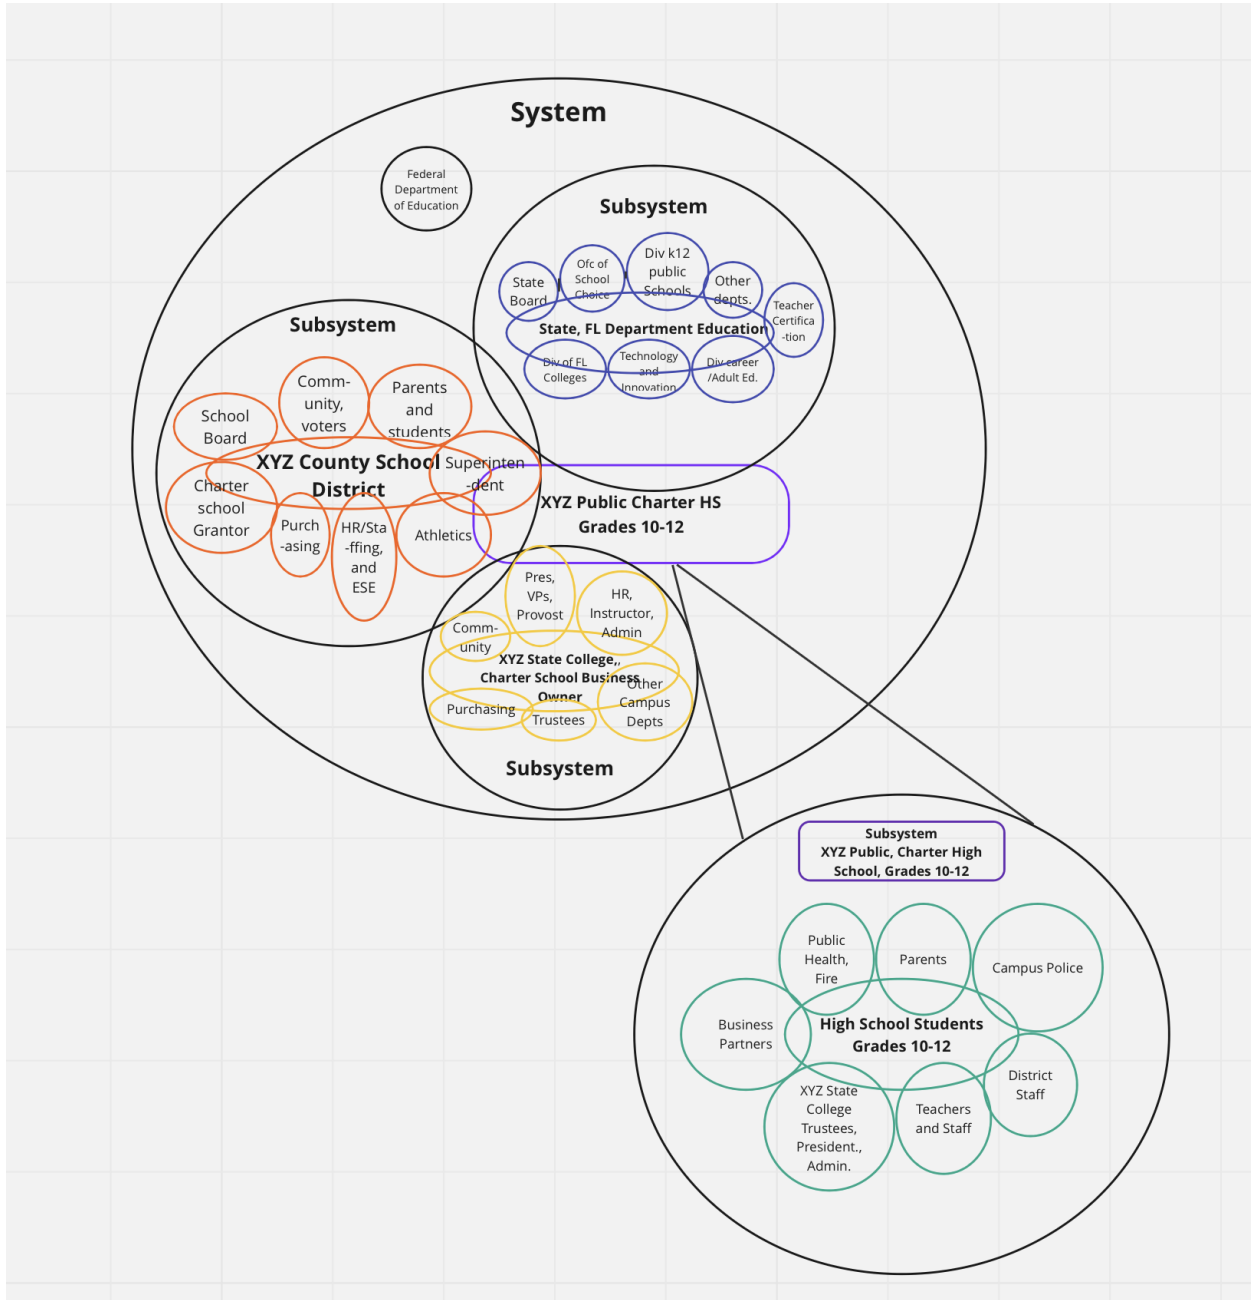 System
Federal
Department
of Education
Subsystem
State
Board
Ofc of
School
Choice
Div k12
public
Schools
Other
depts.
Teacher
Certifica
-tion
State, FL Department Education
Div of FL
Colleges
Technology
and
Innovation
Div career
/Adult Ed.
Subsystem
School
Board
Comm-
unity,
voters
Parents
and
students
XYZ County School
District
Superinten
-dent
Charter
school
Grantor
Purch
-asing
HR/Sta
-ffing,
and
ESE
Athletics
XYZ Public Charter HS
Grades 10-12
Pres,
VPs,
Provost
HR,
Instructor,
Admin
Comm-
unity
XYZ State College,,
Charter School Business
Owner
Other
Campus
Depts
Purchasing
Trustees
Subsystem
Subsystem
XYZ Public, Charter High
School, Grades 10-12
Public
Health,
Fire
Parents
Campus Police
Business
Partners
High School Students
Grades 10-12
District
Staff
XYZ State
College
Trustees,
President.,
Admin.
Teachers
and Staff